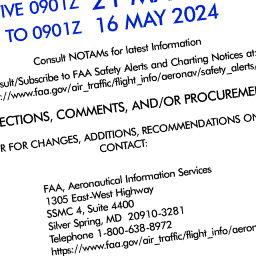 IVE 0901Z 21 MA
TO 0901Z 16 MAY 2024
Consult NOTAMs for latest Information
sult/Subscribe to FAA Safety Alerts and Charting Notices at:
://www.faa.gov/air_traffic/flight_info/aeronav/safety_alerts/
ECTIONS, COMMENTS, AND/OR PROCUREME
R FOR CHANGES, ADDITIONS, RECOMMENDATIONS ON
CONTACT:
FAA, Aeronautical Information Services
1305 East-West Highway
SSMC 4, Suite 4400
Silver Spring, MD 20910-3281
Telephone 1-800-638-8972
https://www.faa.gov/air_traffic/flight_info/aeron